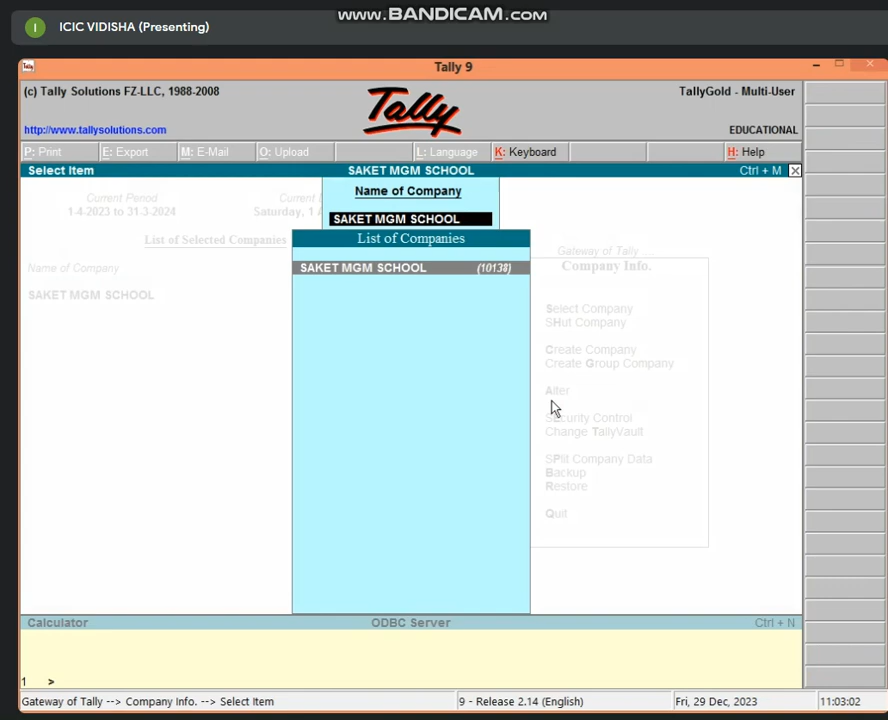 www.BANDICAM.com
I ICIC VIDISHA (Presenting)
Tally Tally 9
(c) Tally Solutions FZ-LLC, 1988-2008 TallyGold - Multi-User
Tally
http://www.tallysolutions.com EDUCATIONAL
P: Print E: Export M: E-Mail O: Upload L: Language K: Keyboard H: Help
Select Item SAKET MGM SCHOOL Ctrl + M
Name of Company
Current Period
1-4-2023 to 31-3-2024 Saturday, 1
SAKET MGM SCHOOL
List of Selected Companies List of Companies
Gateway of Tally ....
Company Info.
Name of Company SAKET MGM SCHOOL (10138)
SAKET MGM SCHOOL
Select Company
SHut Company
Create Company
Create Group Company
Alter
SEcurity Control
Change TallyVault
SPlit Company Data
Backup
Restore
Quit
Calculator ODBC Server Ctrl + N
1 >
Gateway of Tally --> Company Info. --> Select Item 9 - Release 2.14 (English) Fri, 29 Dec, 2023 11:03:02